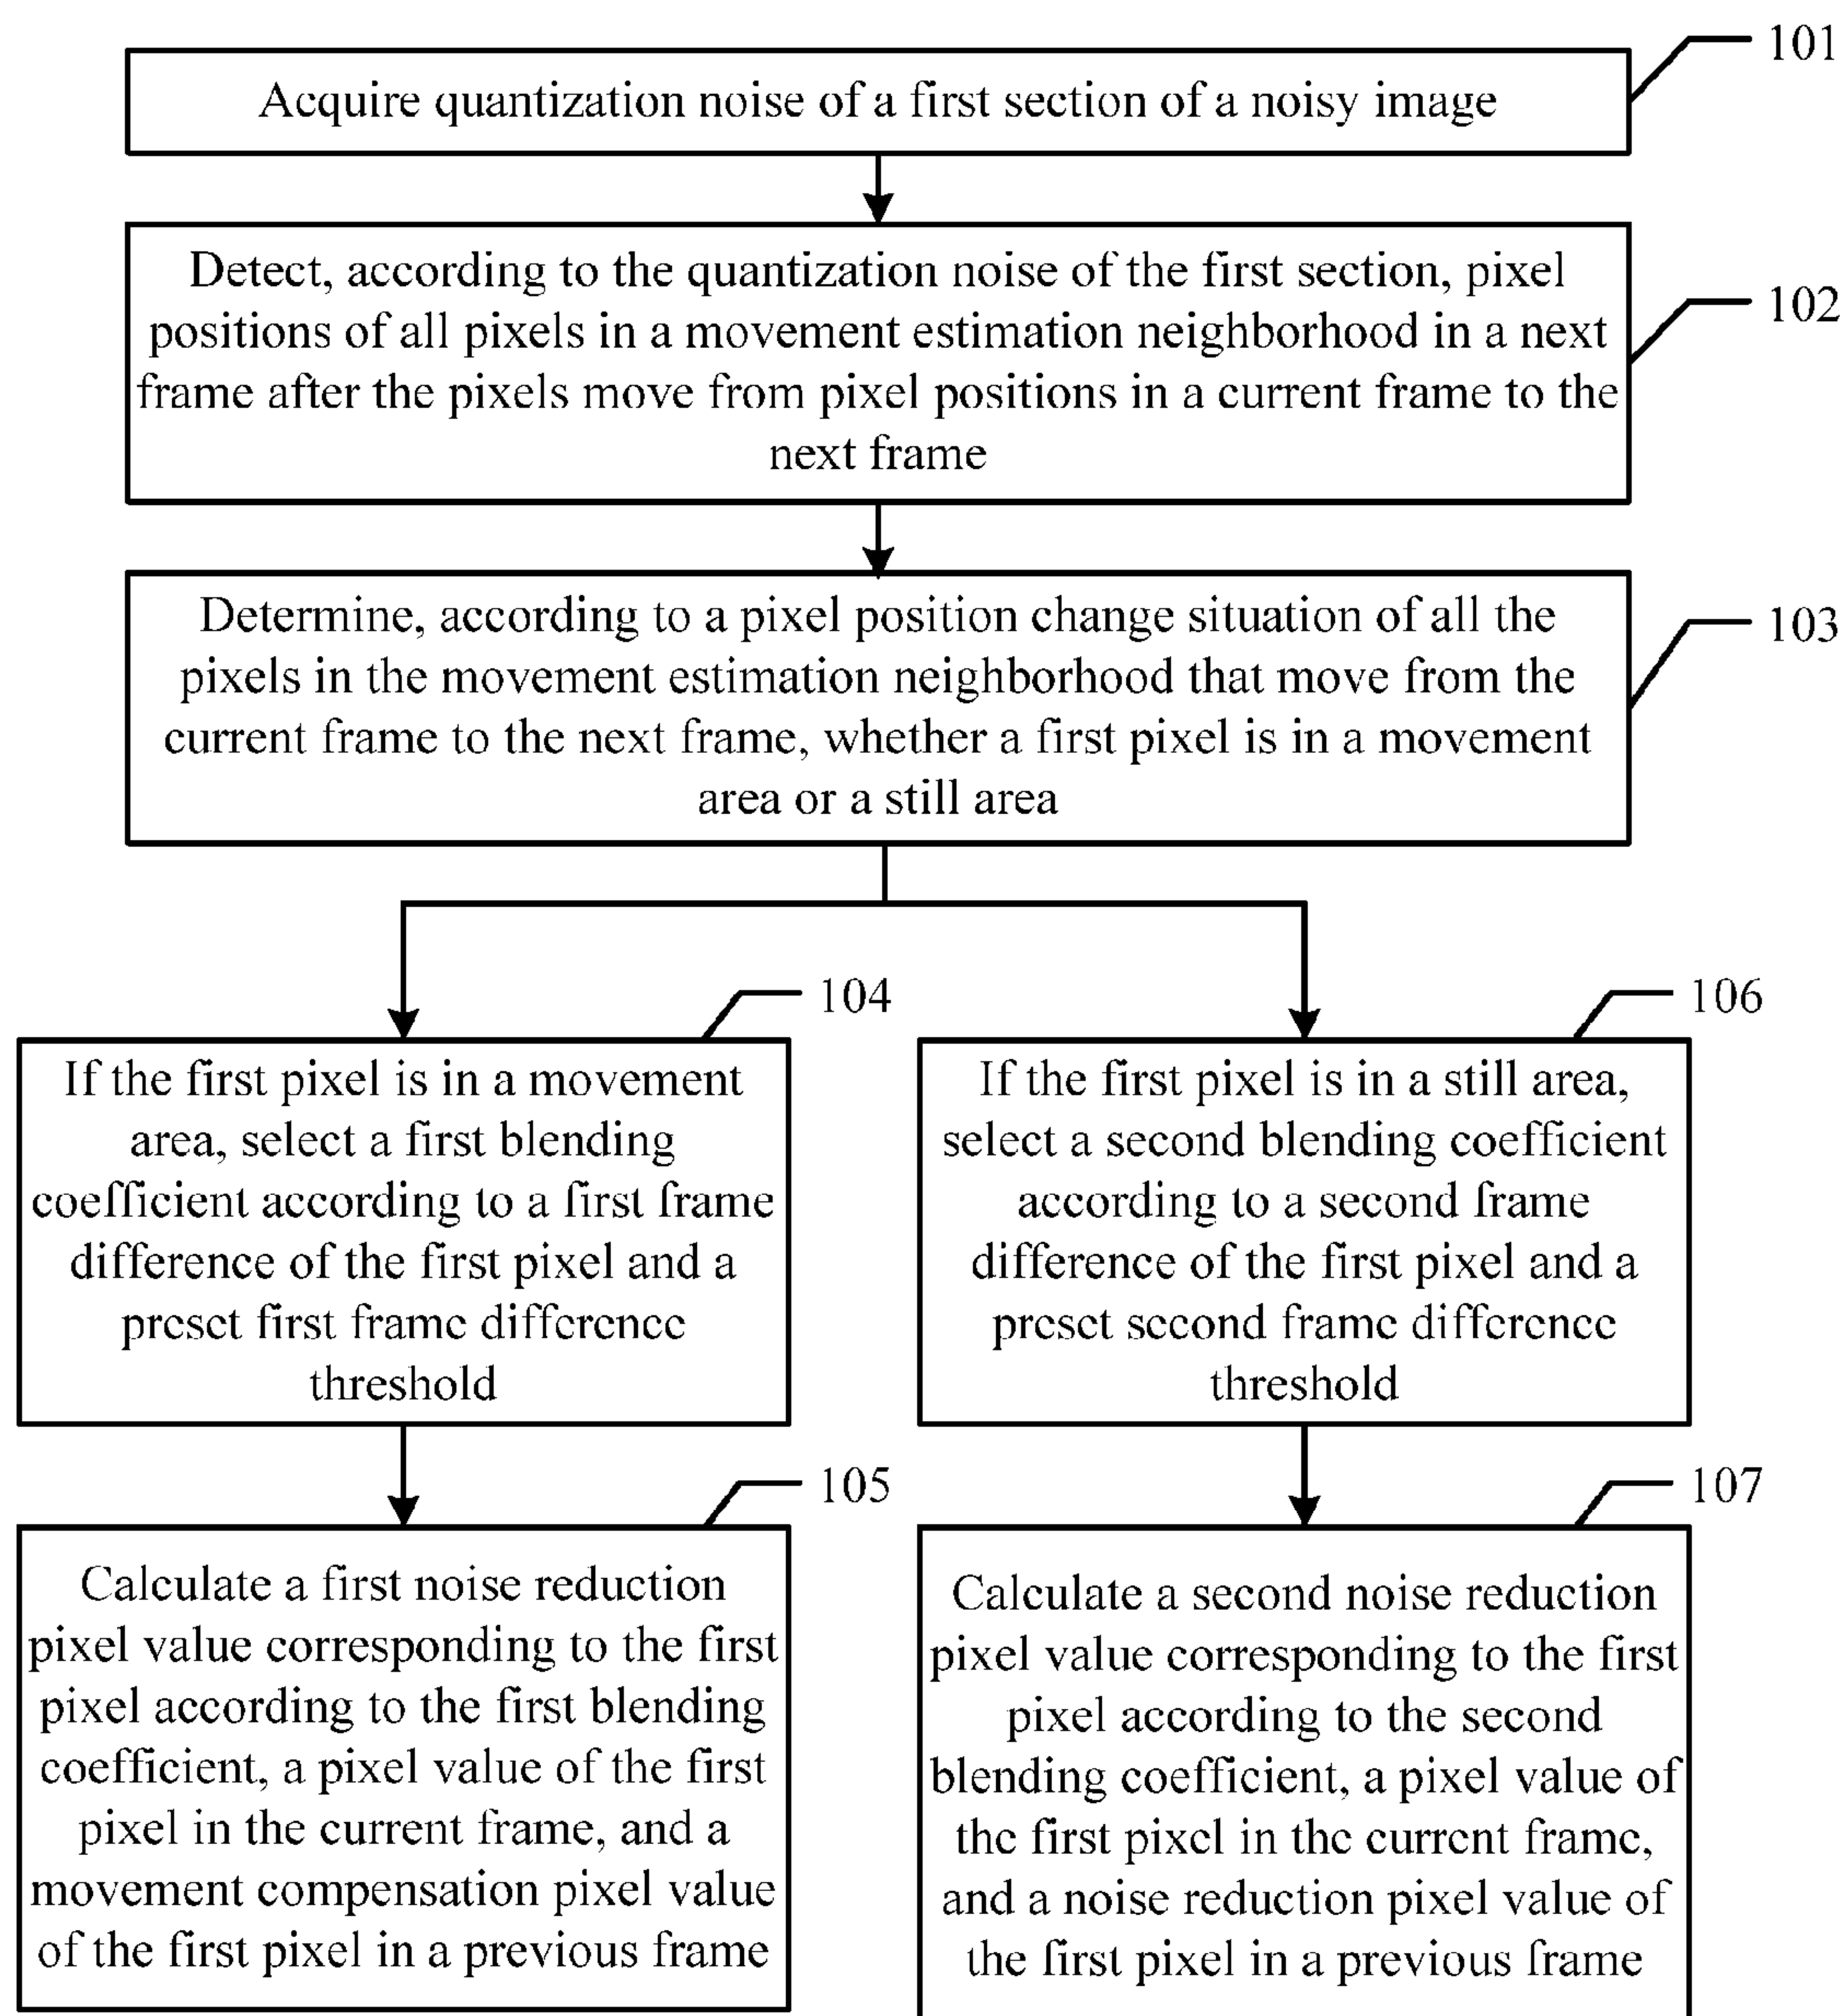 101
Acquire quantization noise of a first section of a noisy image
Detect, according to the quantization noise of the first section, pixel
positions of all pixels in a movement estimation neighborhood in a next
frame after the pixels move from pixel positions in a current frame to the
next frame
102
Determine, according to a pixel position change situation of all the
pixels in the movement estimation neighborhood that move from the
current frame to the next frame, whether a first pixel is in a movement
area or a still area
103
104
If the first pixel is in a movement
area, select a first blending
coefficient according to a first frame
difference of the first pixel and a
preset first frame difference
threshold
106
If the first pixel is in a still area,
select a second blending coefficient
according to a second frame
difference of the first pixel and a
preset second frame difference
threshold
105
Calculate a first noise reduction
pixel value corresponding to the first
pixel according to the first blending
coefficient, a pixel value of the first
pixel in the current frame, and a
movement compensation pixel value
of the first pixel in a previous frame
107
Calculate a second noise reduction
pixel value corresponding to the first
pixel according to the second
blending coefficient, a pixel value of
the first pixel in the current frame,
and a noise reduction pixel value of
the first pixel in a previous frame